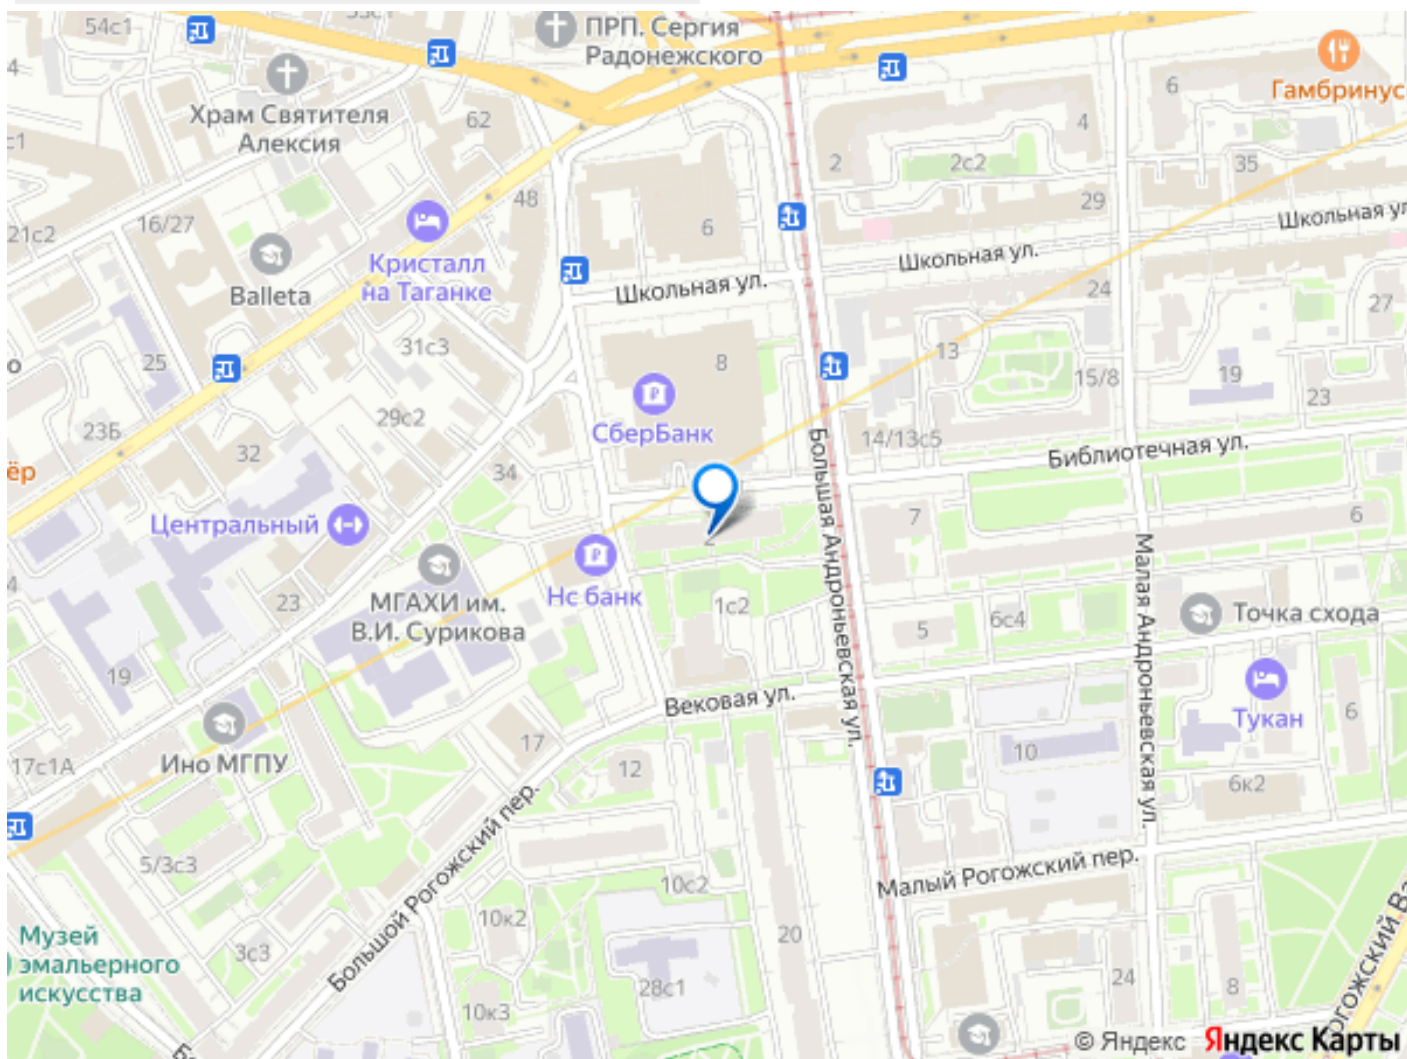 54с1
ПРП. Сергия
Радонежского
Гамбринус
Храм Святителя
Алексия
62
6
4
2
2с2
35
с1
48
29
21с2
16/27
6
Школьная ул
Школьная ул.
Кристалл
на Таганке
Balleta
Школьная ул.
24
27
31с3
25
8
13
15/8
19
23
29с2
23Б
СберБанк
14/13с5
Библиотечная ул.
32
34
ёр
Центральный
7
6
2
Большая Андроньевская ул.
Малая Андроньевская ул.
МГАХИ им.
В.И. Сурикова
23
Нс банк
1с2
5
6с4
Точка схода
19
Вековая ул.
Тукан
6
Ино МГПУ
17
17с1А
12
10
6к2
5/3с3
Большой Рогожский пер.
Малый Рогожский пер.
10с2
10к2
20
Музей
эмальерного
искусства
3с3
28с1
24
8
10к3
© Яндекс Яндекс Карты